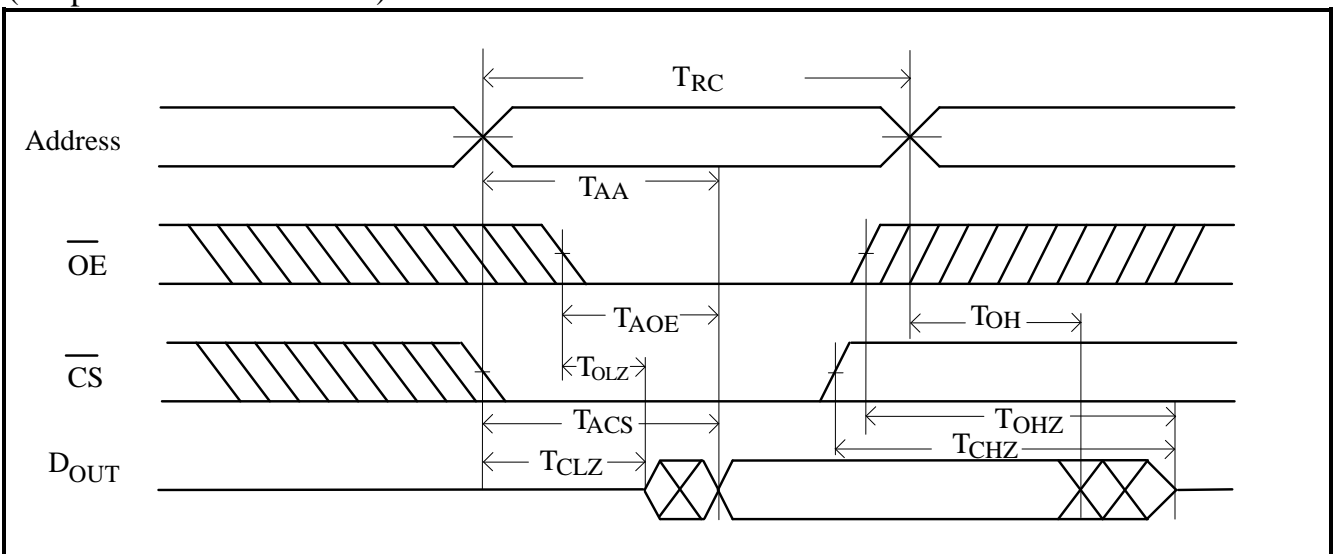 TRC
Address
TAA
OE
TAOE
TOH
CS
TOLZ
TACS
TOHZ
TCHZ
TCLZ
DOUT